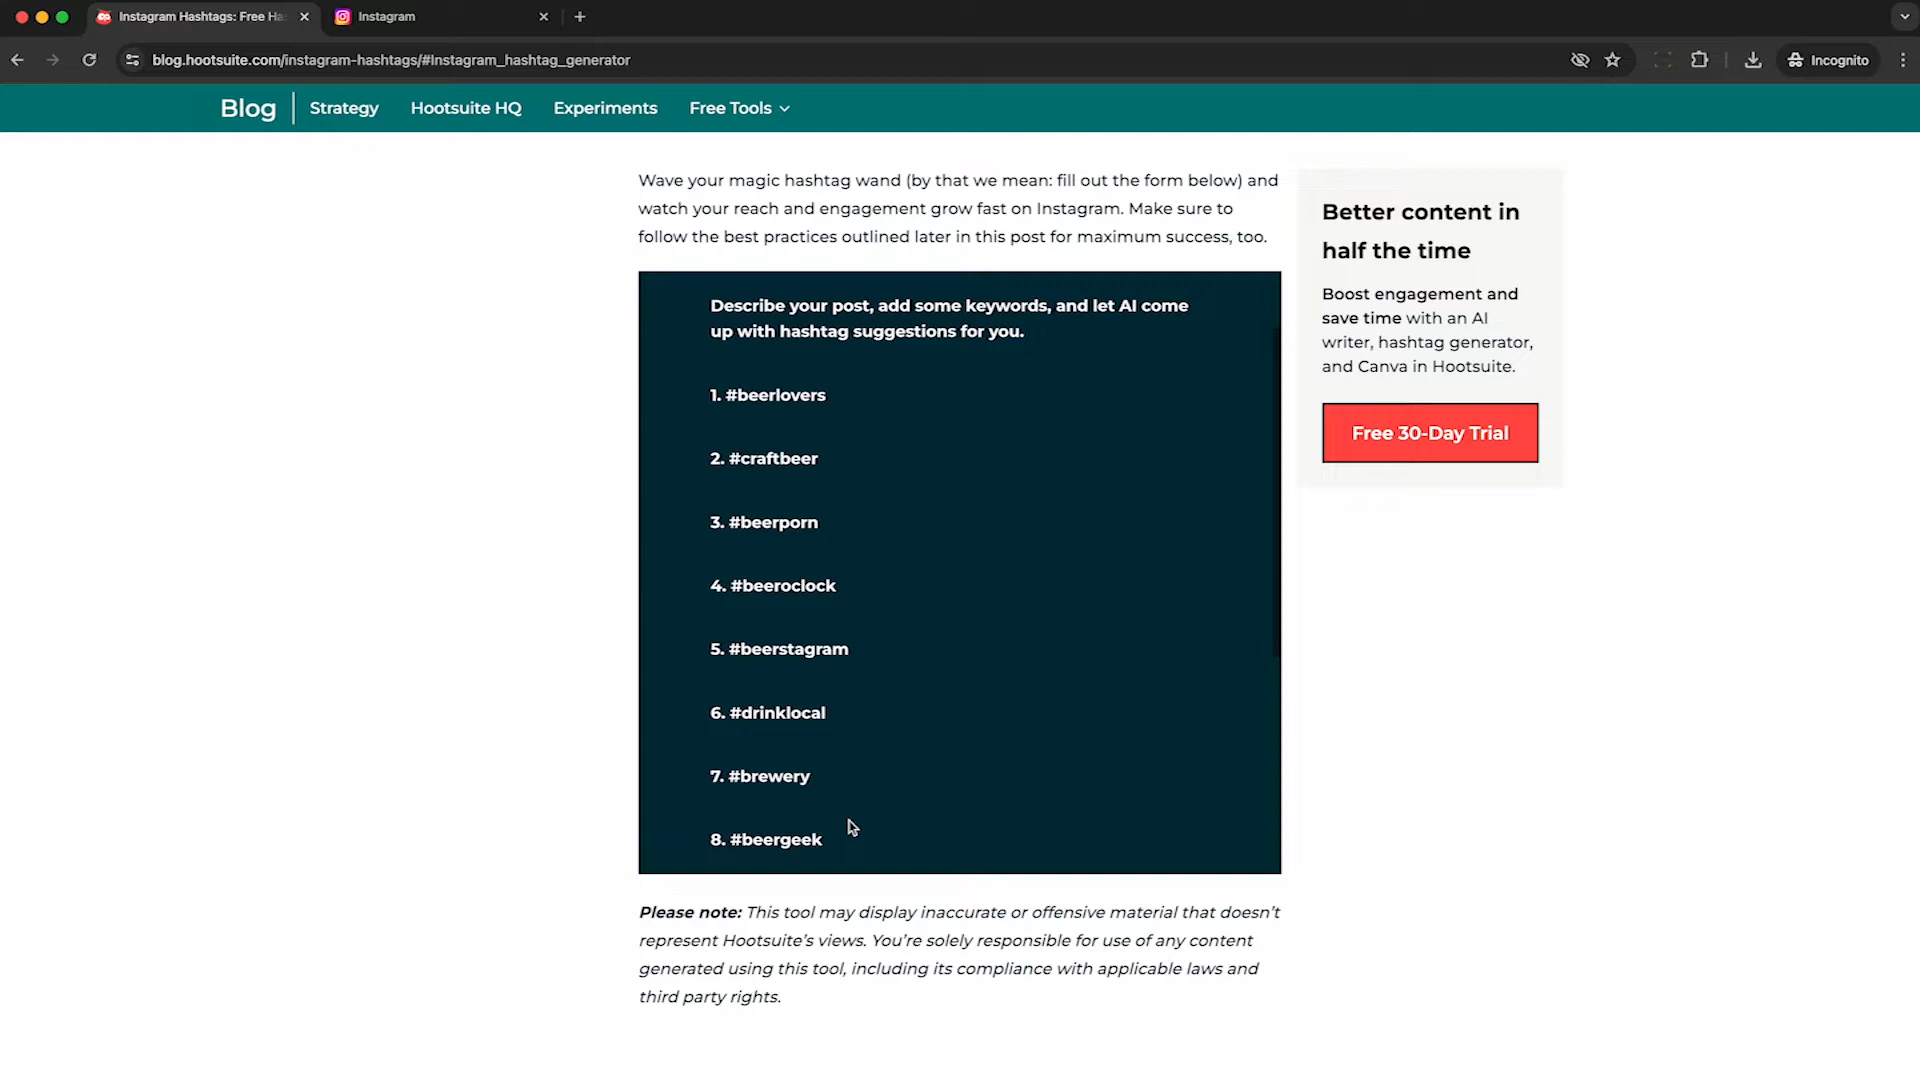 Instagram Hashtags: Free Ha
Instagram
blog.hootsuite.com/instagram-hashtags/#Instagram_hashtag_generator
Incognito
Blog
Strategy
Hootsuite HQ
Experiments
Free Tools
Wave your magic hashtag wand (by that we mean: fill out the form below) and
watch your reach and engagement grow fast on Instagram. Make sure to
follow the best practices outlined later in this post for maximum success, too.
Describe your post, add some keywords, and let AI come
up with hashtag suggestions for you.
1. #beerlovers
2. #craftbeer
3. #beerporn
4. #beeroclock
5. #beerstagram
6. #drinklocal
7. #brewery
8. #beergeek
Please note: This tool may display inaccurate or offensive material that doesn’t
represent Hootsuite’s views. You’re solely responsible for use of any content
generated using this tool, including its compliance with applicable laws and
third party rights.
Better content in
half the time
Boost engagement and
save time with an AI
writer, hashtag generator,
and Canva in Hootsuite.
Free 30-Day Trial